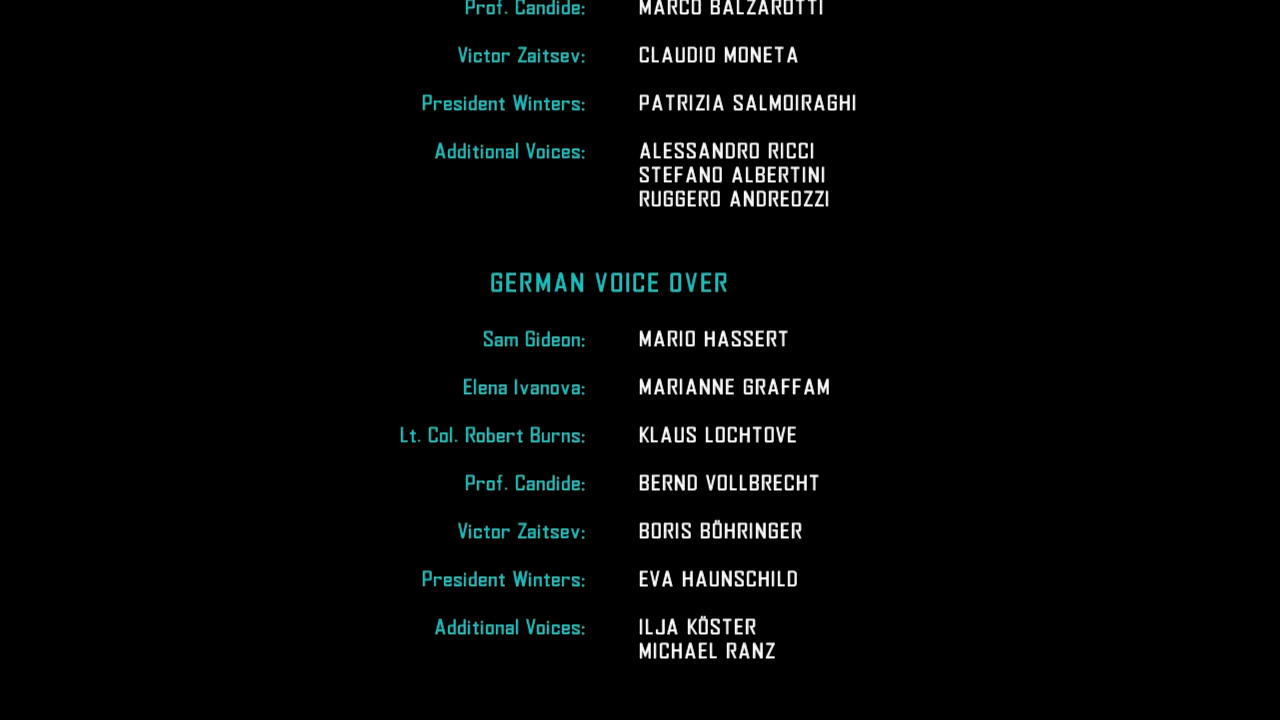 Prof. Candide: MARCO BALZAROTTI
Victor Zaitsev: CLAUDIO MONETA
President Winters: PATRIZIA SALMOIRAGHI
Additional Voices: ALESSANDRO RICCI
STEFANO ALBERTINI
RUGGERO ANDREOZZI
GERMAN VOICE OVER
Sam Gideon: MARIO HASSERT
Elena Ivanova: MARIANNE GRAFFAM
Lt. Col. Robert Burns: KLAUS LOCHTOVE
Prof. Candide: BERND VOLLBRECHT
Victor Zaitsev: BORIS BÖHRINGER
President Winters: EVA HAUNSCHILD
Additional Voices: ILJA KÖSTER
MICHAEL RANZ